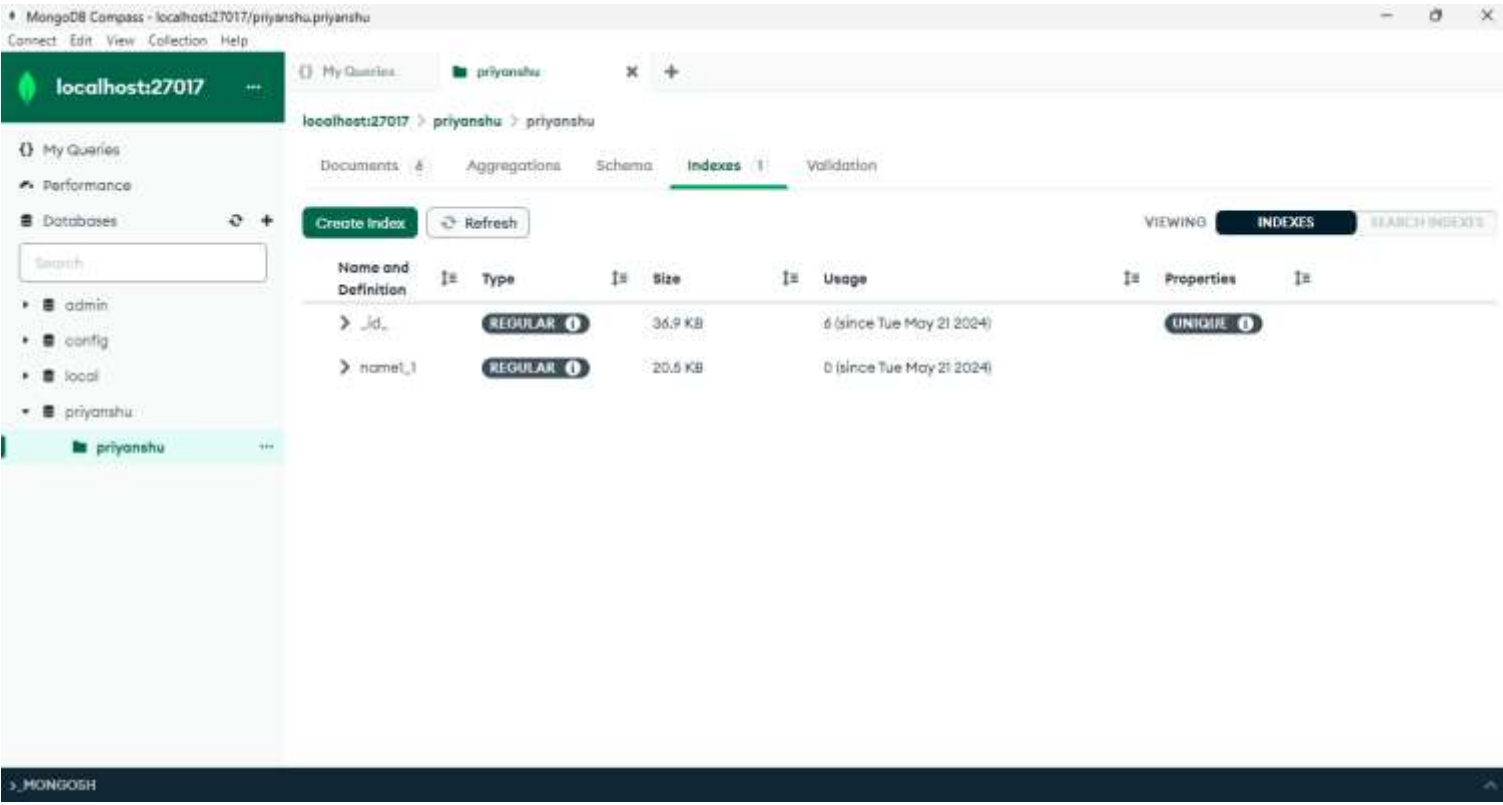 MongoDB Compass - localhost:27017/priyanshu.priyanshu
Connect Edit View Collection Help
localhost:27017 ...
{} My Queries
Performance
Databases
Search
admin
config
local
priyanshu
priyanshu ...
{} My Queries priyanshu
localhost:27017 > priyanshu > priyanshu
Documents 6 Aggregations Schema Indexes 1 Validation
Create Index Refresh VIEWING INDEXES SEARCH INDEXES
Name and Definition Type Size Usage Properties
_id_ REGULAR 36.9 KB 6 (since Tue May 21 2024) UNIQUE
name1_1 REGULAR 20.5 KB 0 (since Tue May 21 2024)
>_MONGOSH